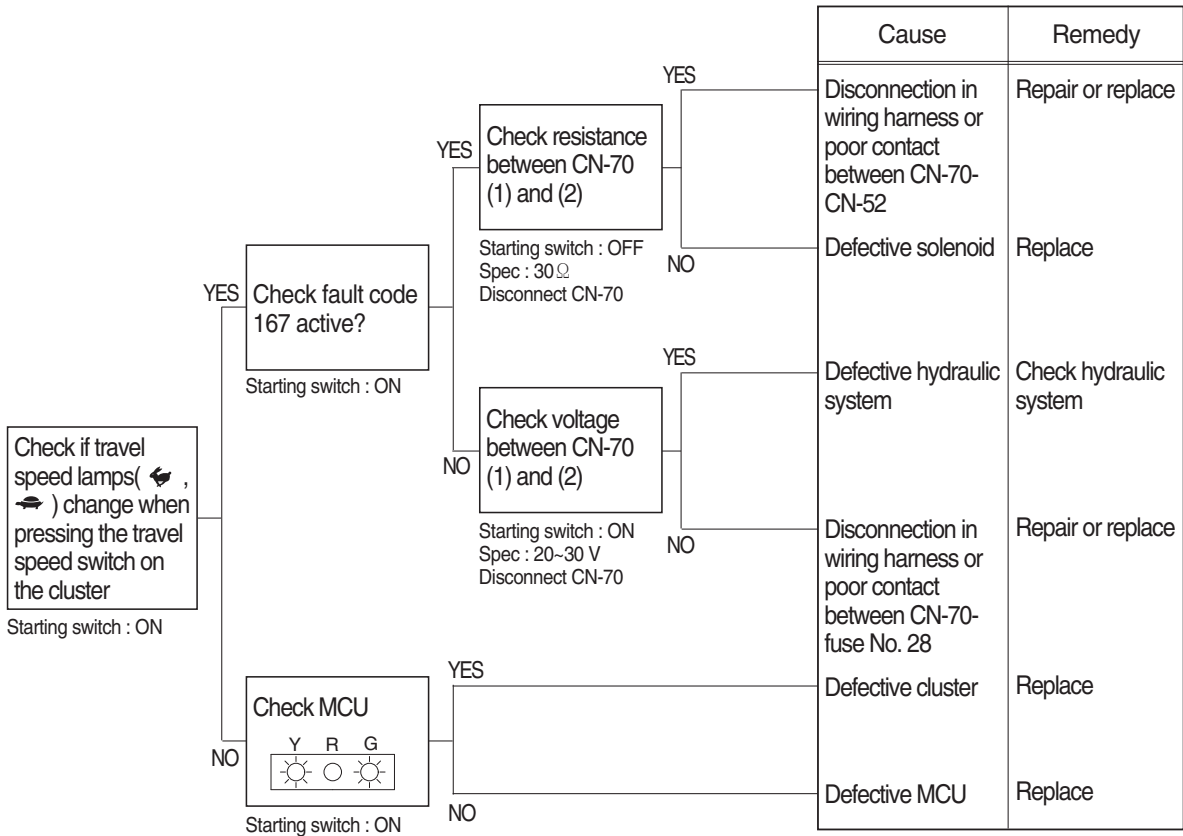 Cause
Remedy
YES
Disconnection in
wiring harness or
poor contact
between CN-70-
CN-52
Repair or replace
YES
Check resistance
between CN-70
(1) and (2)
Starting switch : OFF
Spec : 30Ω
Disconnect CN-70
NO
Defective solenoid
Replace
YES
Check fault code
167 active?
Starting switch : ON
YES
Defective hydraulic
system
Check hydraulic
system
NO
Check voltage
between CN-70
(1) and (2)
Starting switch : ON
Spec : 20~30 V
Disconnect CN-70
NO
Disconnection in
wiring harness or
poor contact
between CN-70-
fuse No. 28
Repair or replace
Check if travel
speed lamps( ,
) change when
pressing the travel
speed switch on
the cluster
Starting switch : ON
YES
Defective cluster
Replace
NO
Check MCU
Y R G
Starting switch : ON
NO
Defective MCU
Replace